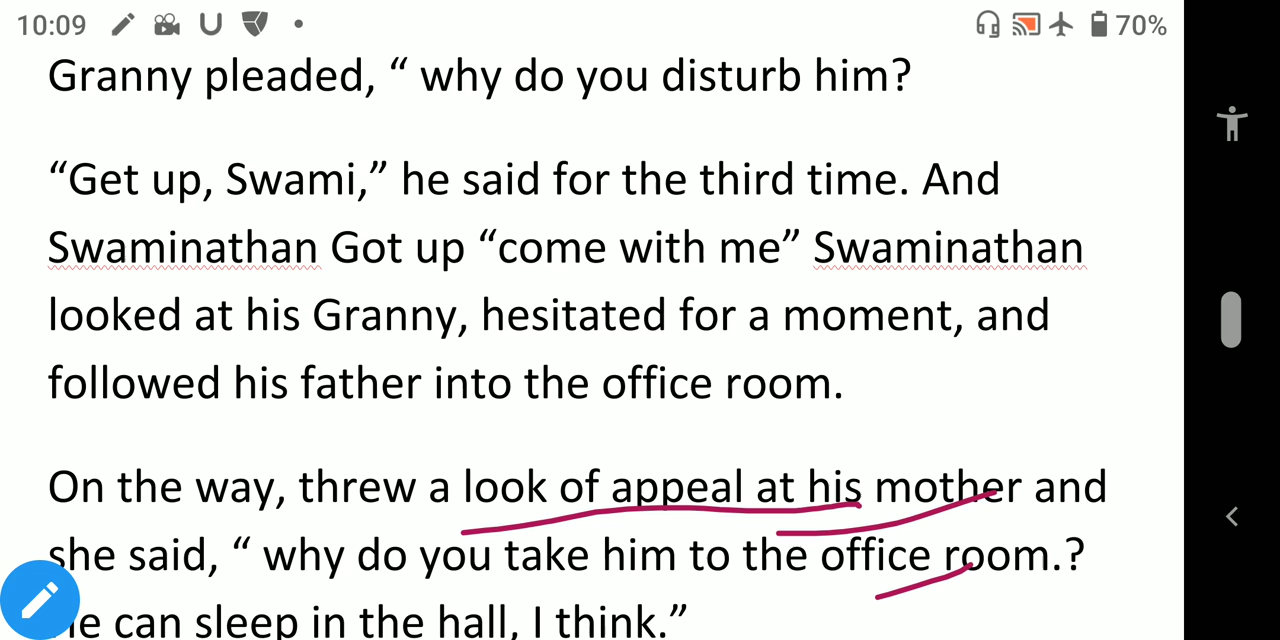 10:09 70%
Granny pleaded, “ why do you disturb him?
“Get up, Swami,” he said for the third time. And
Swaminathan Got up “come with me” Swaminathan
looked at his Granny, hesitated for a moment, and
followed his father into the office room.
On the way, threw a look of appeal at his mother and
she said, “ why do you take him to the office room.?
He can sleep in the hall, I think.”